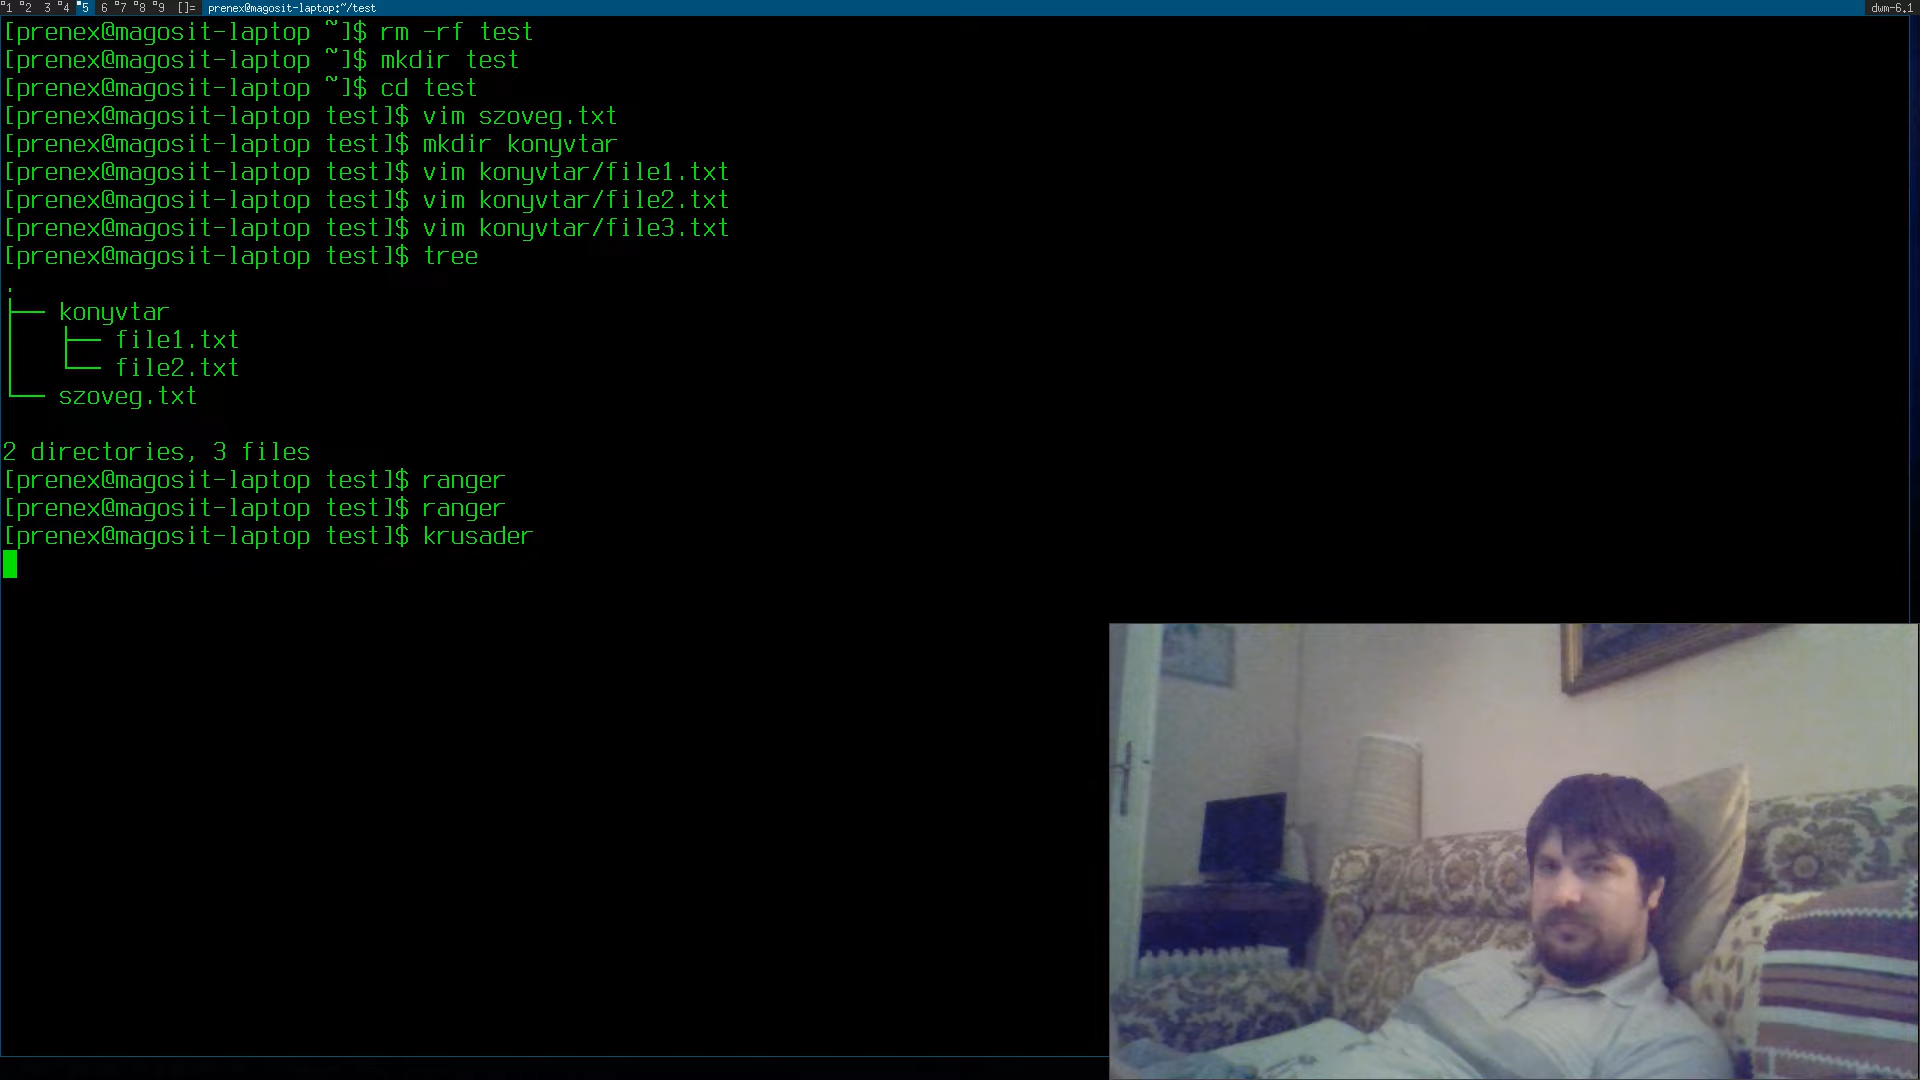 1 2 3 4 5 6 7 8 9 []= prenex@magosit-laptop:~/test dwm-6.1
[prenex@magosit-laptop ~]$ rm -rf test
[prenex@magosit-laptop ~]$ mkdir test
[prenex@magosit-laptop ~]$ cd test
[prenex@magosit-laptop test]$ vim szoveg.txt
[prenex@magosit-laptop test]$ mkdir konyvtar
[prenex@magosit-laptop test]$ vim konyvtar/file1.txt
[prenex@magosit-laptop test]$ vim konyvtar/file2.txt
[prenex@magosit-laptop test]$ vim konyvtar/file3.txt
[prenex@magosit-laptop test]$ tree
.
├── konyvtar
│   ├── file1.txt
│   └── file2.txt
└── szoveg.txt
2 directories, 3 files
[prenex@magosit-laptop test]$ ranger
[prenex@magosit-laptop test]$ ranger
[prenex@magosit-laptop test]$ krusader